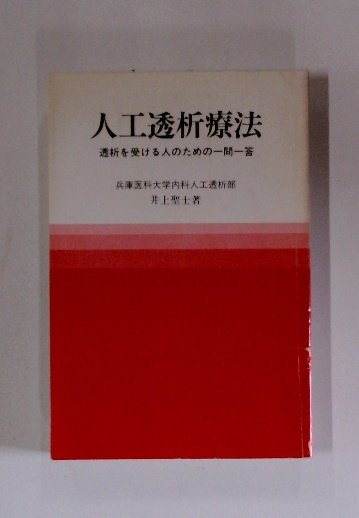 人工透析療法
透析を受ける人のための一問一答
兵庫医科大学内科人工透析部
井上聖士著